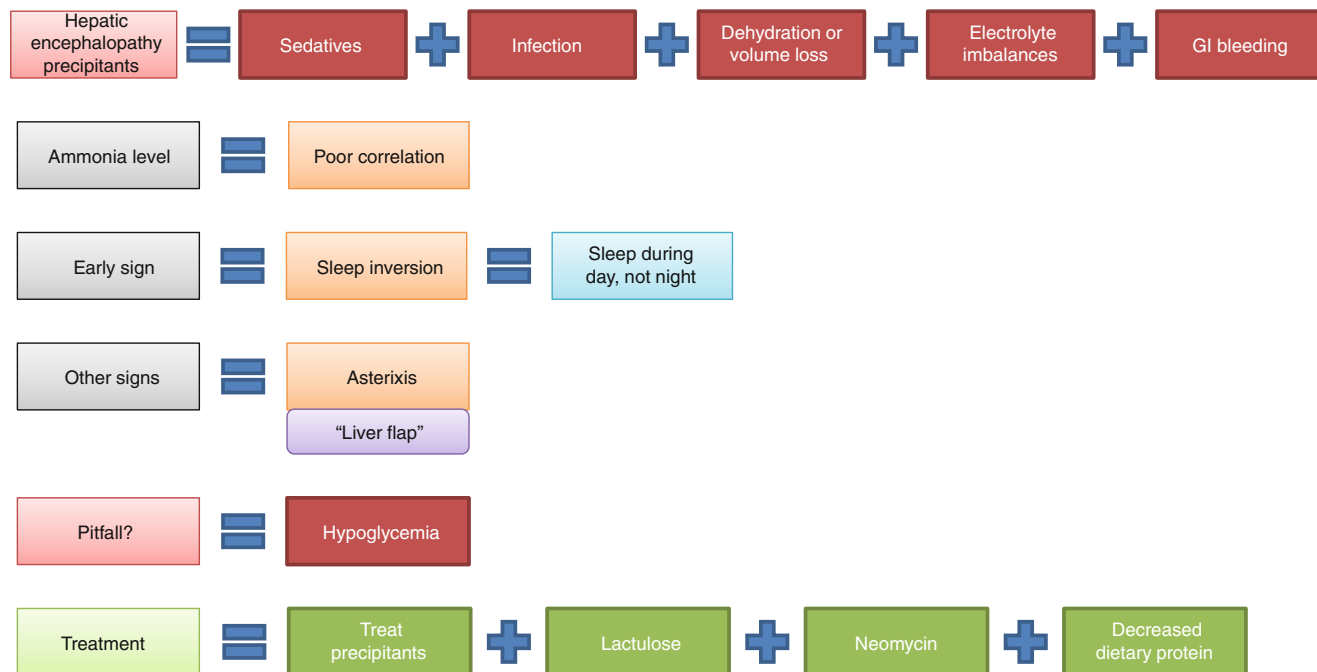 Hepatic
encephalopathy
precipitants
Sedatives
Infection
Dehydration or
volume loss
Electrolyte
imbalances
GI bleeding
Ammonia level
Poor correlation
Early sign
Sleep inversion
Sleep during
day, not night
Other signs
Asterixis
“Liver flap”
Pitfall?
Hypoglycemia
Treatment
Treat
precipitants
Lactulose
Neomycin
Decreased
dietary protein